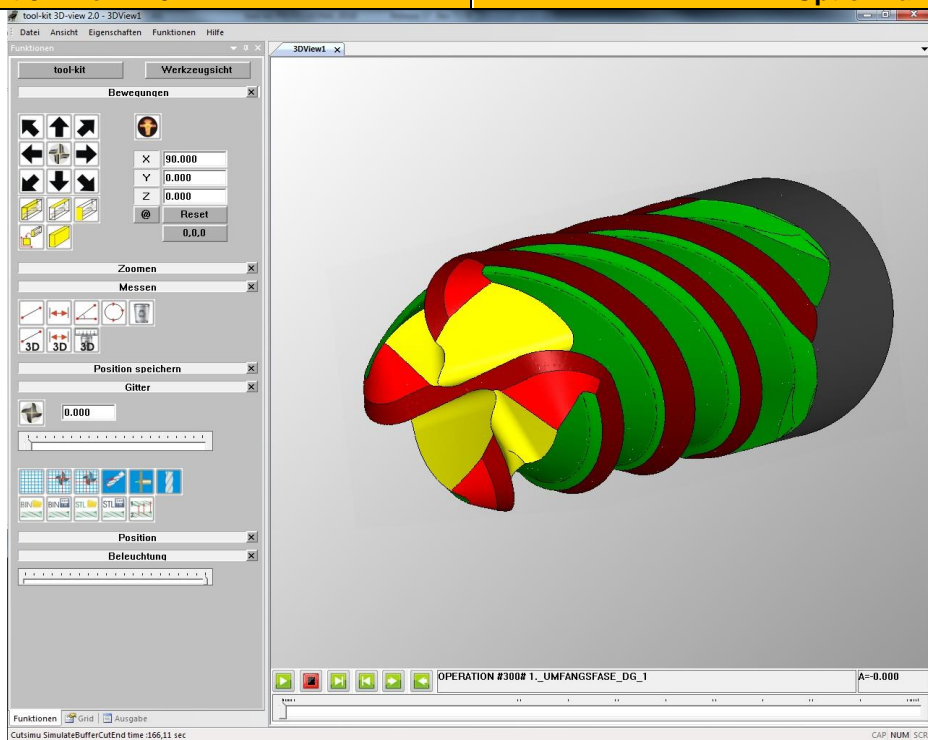 tool-kit 3D-view 2.0 - 3DView1
Datei Ansicht Eigenschaften Funktionen Hilfe
Funktionen
3DView1 x
tool-kit Werkzeugsicht
Bewegungen
X 90.000
Y 0.000
Z 0.000
@ Reset
0,0,0
Zoomen
Messen
3D 3D 3D
Position speichern
Gitter
0.000
BIN BIN STL STL
Position
Beleuchtung
OPERATION #300# 1._UMFANGSFASE_DG_1 A=-0.000
Funktionen Grid Ausgabe
Cutsimu SimulateBufferCutEnd time :166,11 sec CAP NUM SCR